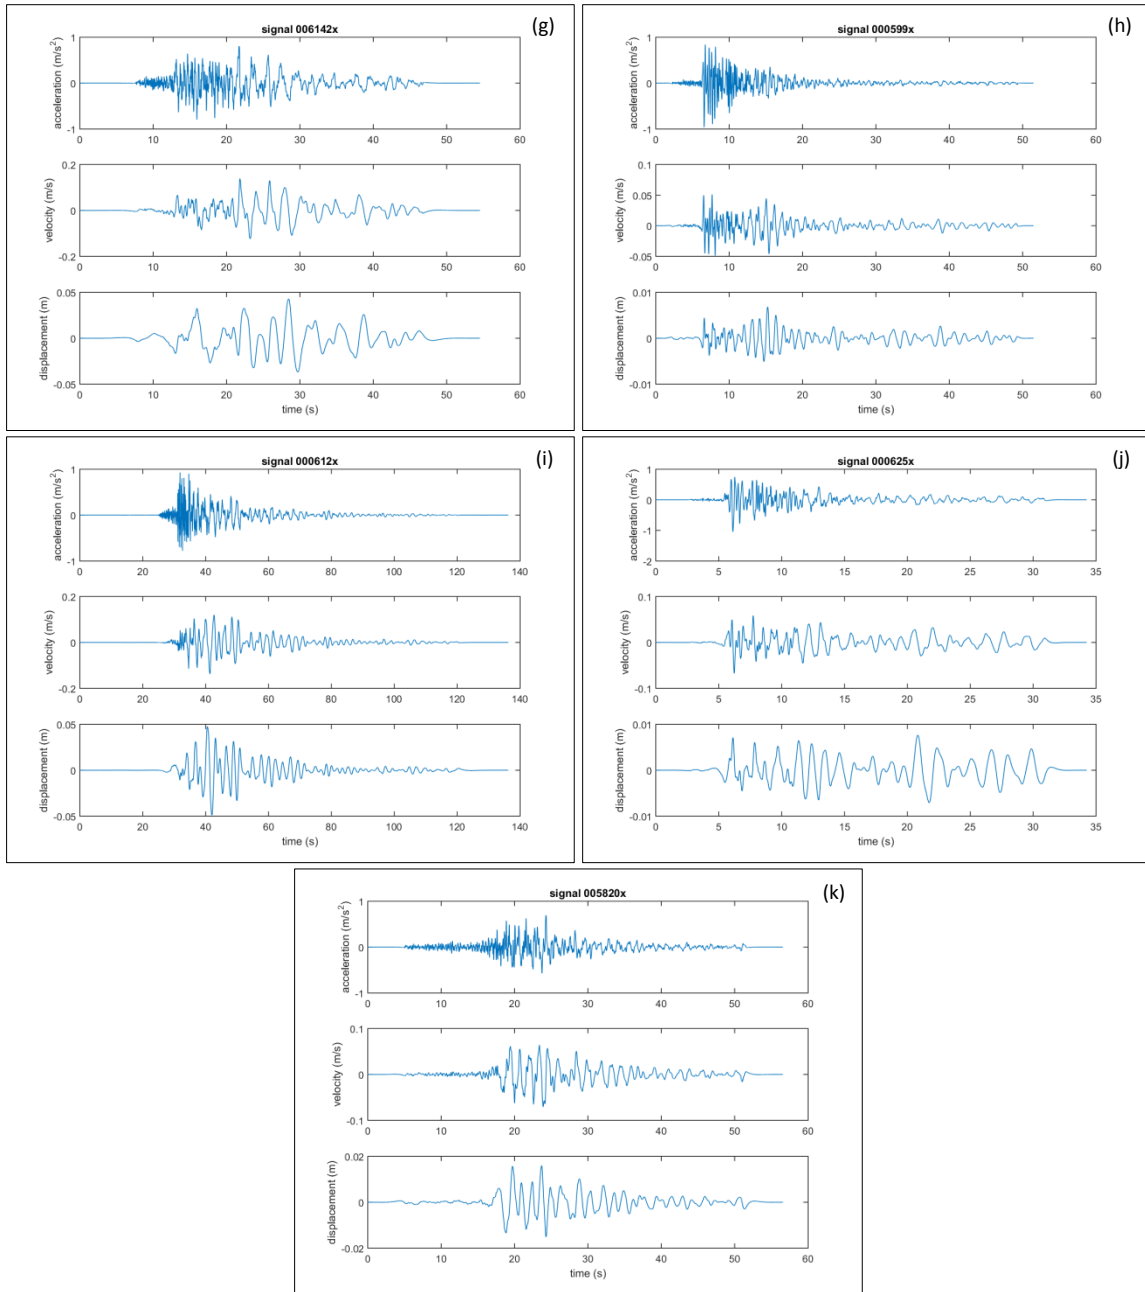 signal 006142x
(g)
acceleration (m/s²)
1
0
-1
0 10 20 30 40 50 60
velocity (m/s)
0.2
0
-0.2
0 10 20 30 40 50 60
displacement (m)
0.05
0
-0.05
0 10 20 30 40 50 60
time (s)
signal 000599x
(h)
acceleration (m/s²)
1
0
-1
0 10 20 30 40 50 60
velocity (m/s)
0.1
0.05
0
-0.05
0 10 20 30 40 50 60
displacement (m)
0.01
0
-0.01
0 10 20 30 40 50 60
time (s)
signal 000612x
(i)
acceleration (m/s²)
1
0
-1
0 20 40 60 80 100 120 140
velocity (m/s)
0.2
0
-0.2
0 20 40 60 80 100 120 140
displacement (m)
0.05
0
-0.05
0 20 40 60 80 100 120 140
time (s)
signal 000625x
(j)
acceleration (m/s²)
1
0
-1
-2
0 5 10 15 20 25 30 35
velocity (m/s)
0.1
0
-0.1
0 5 10 15 20 25 30 35
displacement (m)
0.01
0
-0.01
0 5 10 15 20 25 30 35
time (s)
signal 005820x
(k)
acceleration (m/s²)
1
0
-1
0 10 20 30 40 50 60
velocity (m/s)
0.1
0
-0.1
0 10 20 30 40 50 60
displacement (m)
0.02
0
-0.02
0 10 20 30 40 50 60
time (s)